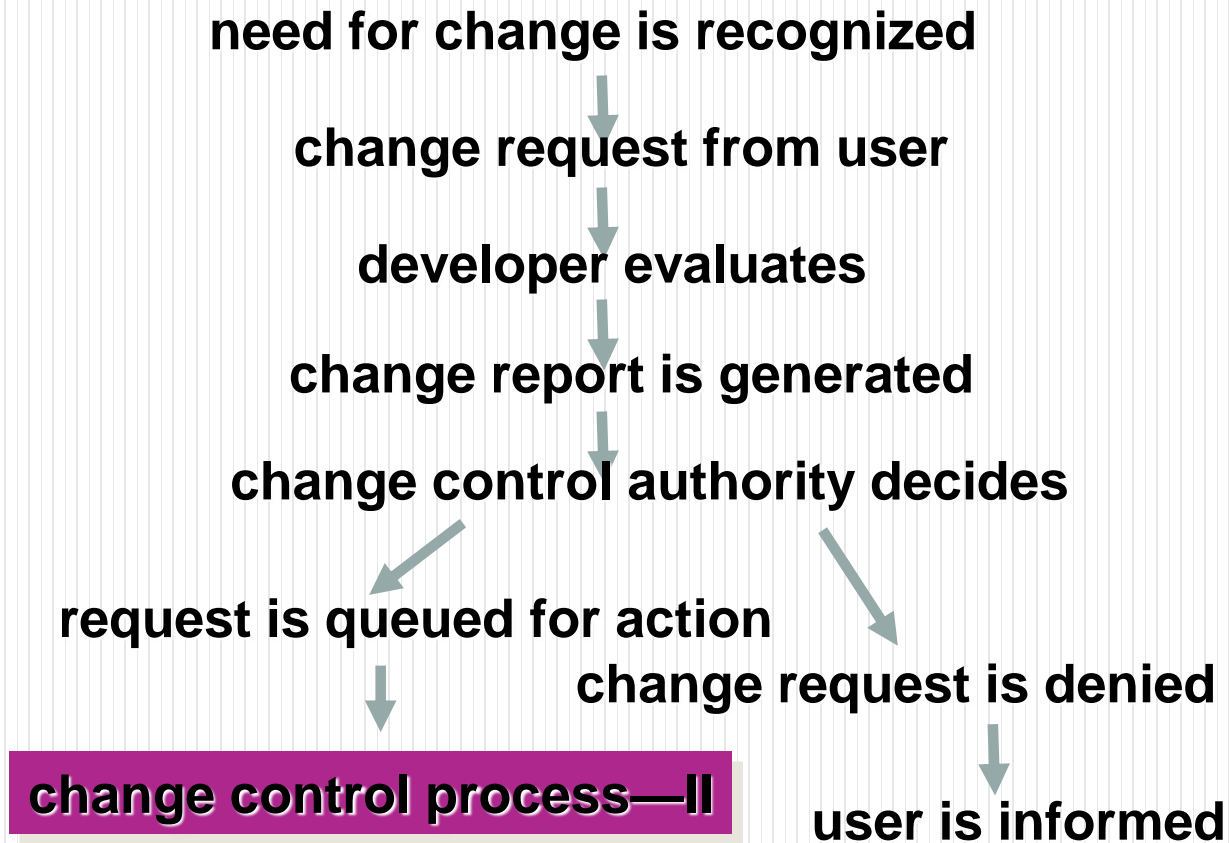 need for change is recognized
change request from user
developer evaluates
change report is generated
change control authority decides
request is queued for action
change request is denied
change control process—II
user is informed